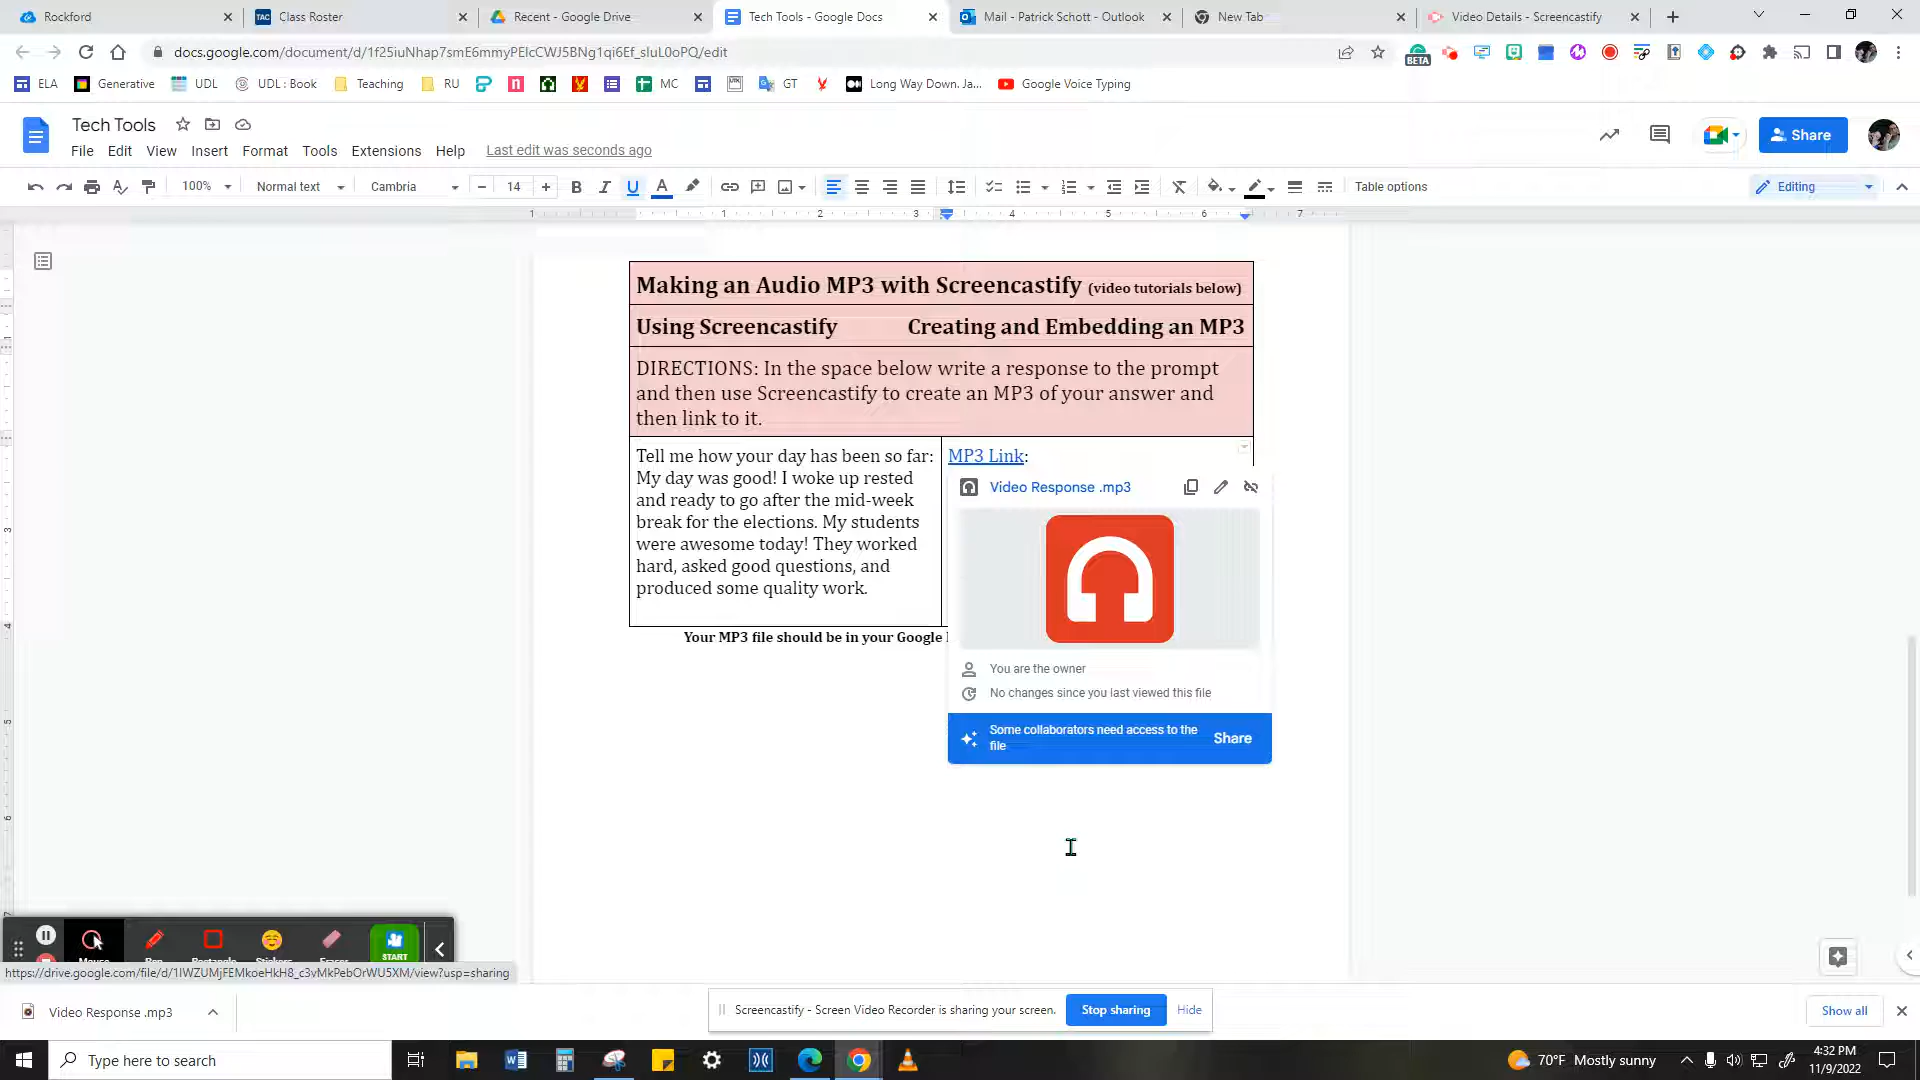 Rockford
Class Roster
Recent - Google Drive
Tech Tools - Google Docs
Mail - Patrick Schott - Outlook
New Tab
Video Details - Screencastify
docs.google.com/document/d/1f25iuNhap7smE6mmyPEIcCWJ5BNg1qi6Ef_sluL0oPQ/edit
BETA
ELA
Generative
UDL
UDL : Book
Teaching
RU
MC
GT
Long Way Down. Ja...
Google Voice Typing
Tech Tools
File Edit View Insert Format Tools Extensions Help Last edit was seconds ago
Share
100% Normal text Cambria 14 Table options Editing
1 1 2 3 4 5 6 7
Making an Audio MP3 with Screencastify (video tutorials below)
Using Screencastify Creating and Embedding an MP3
DIRECTIONS: In the space below write a response to the prompt
and then use Screencastify to create an MP3 of your answer and
then link to it.
Tell me how your day has been so far:
My day was good! I woke up rested
and ready to go after the mid-week
break for the elections. My students
were awesome today! They worked
hard, asked good questions, and
produced some quality work.
MP3 Link:
Video Response .mp3
You are the owner
No changes since you last viewed this file
Some collaborators need access to the
file
Share
Your MP3 file should be in your Google
START
https://drive.google.com/file/d/1IWZUMjFEMkoeHkH8_c3vMkPebOrWU5XM/view?usp=sharing
Video Response .mp3
Screencastify - Screen Video Recorder is sharing your screen.
Stop sharing
Hide
Show all
Type here to search
70°F Mostly sunny
4:32 PM
11/9/2022